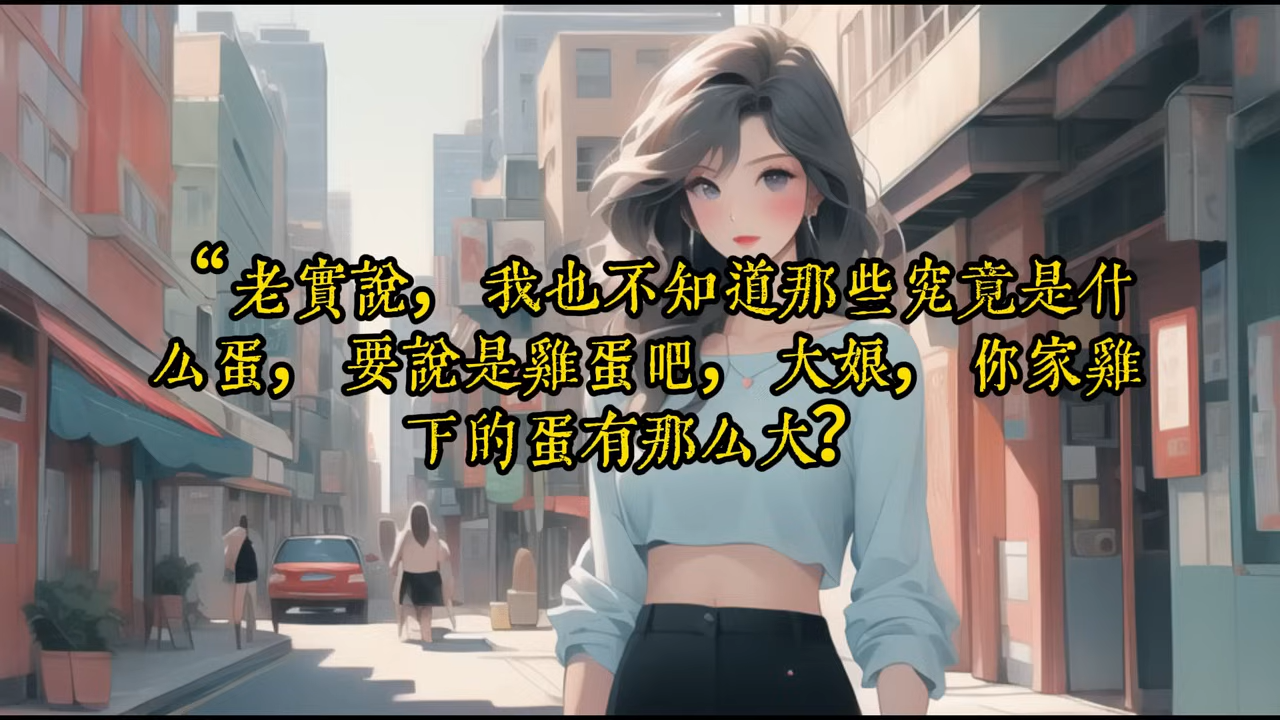 “老實說，我也不知道那些究竟是什
么蛋，要說是雞蛋吧，大娘，你家雞
下的蛋有那么大？